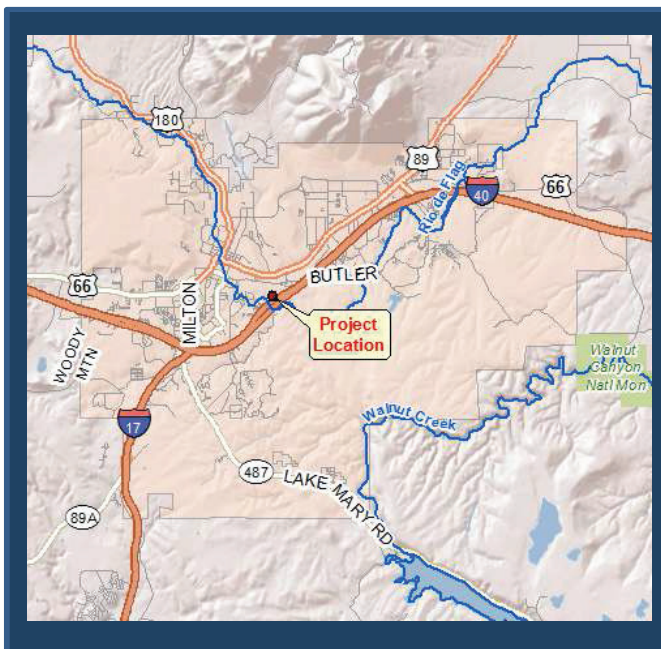 180
89
Rio de Flag
40
66
BUTLER
66
MILTON
Project
Location
WOODY
MTN
Walnut
Canyon
Natl Mon
Walnut Creek
17
487
LAKE MARY RD
89A